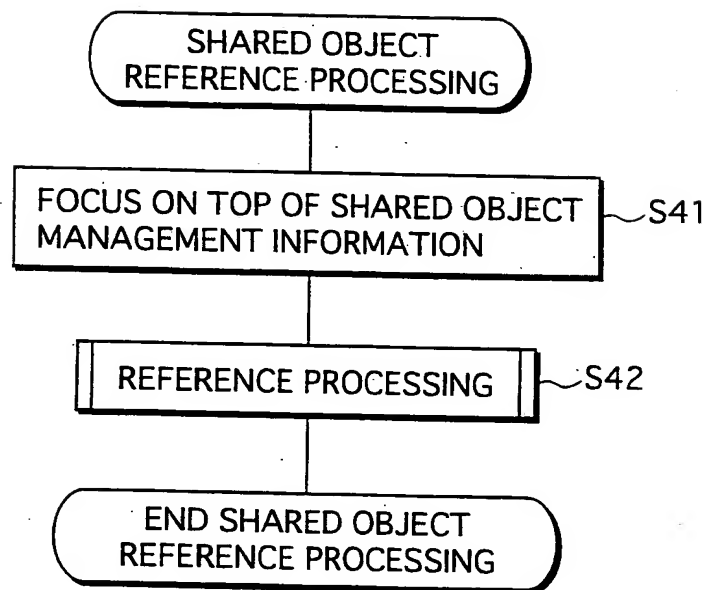 SHARED OBJECT
REFERENCE PROCESSING
FOCUS ON TOP OF SHARED OBJECT
MANAGEMENT INFORMATION
S41
REFERENCE PROCESSING
S42
END SHARED OBJECT
REFERENCE PROCESSING